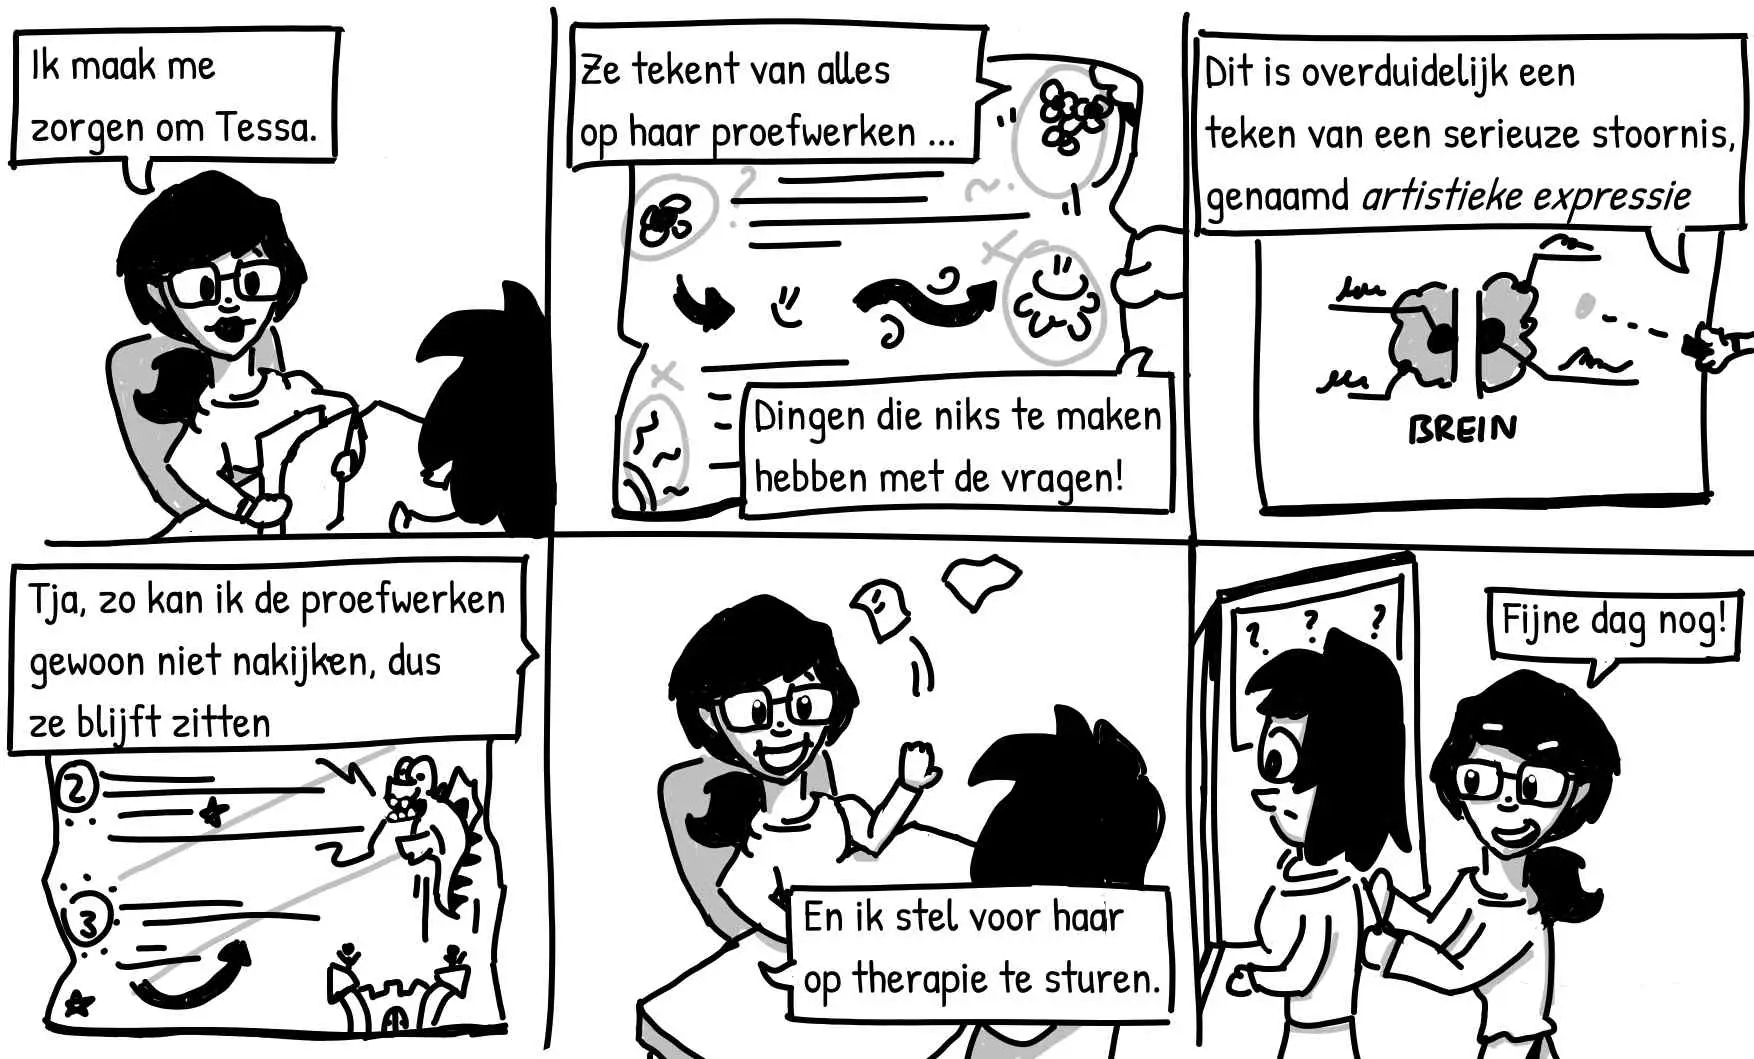 Ik maak me
zorgen om Tessa.
Ze tekent van alles
op haar proefwerken ...
?
~.
x
x
Dingen die niks te maken
hebben met de vragen!
Dit is overduidelijk een
teken van een serieuze stoornis,
genaamd artistieke expressie
BREIN
Tja, zo kan ik de proefwerken
gewoon niet nakijken, dus
ze blijft zitten
2
3
En ik stel voor haar
op therapie te sturen.
? ? ?
Fijne dag nog!